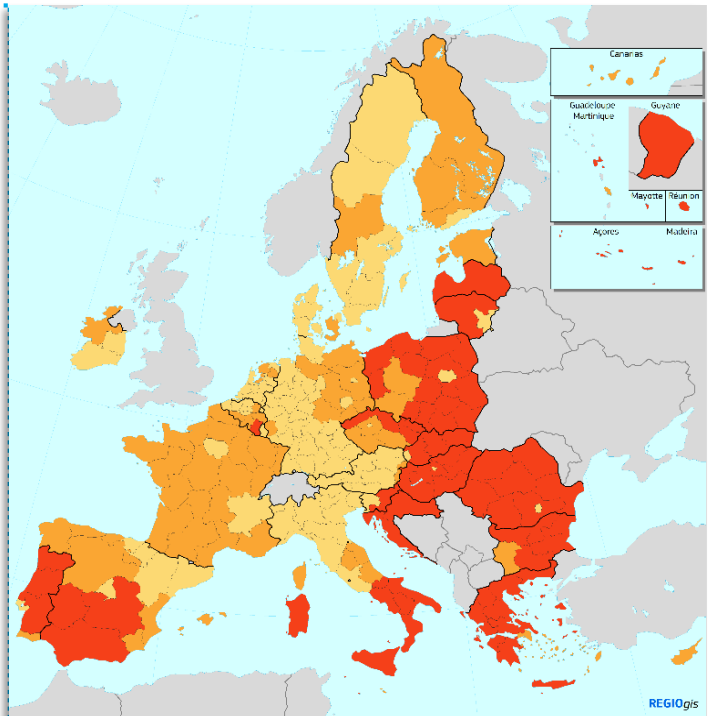 Canarias
Guadeloupe
Martinique
Guyane
Mayotte
Réunion
Açores
Madeira
REGIOgis